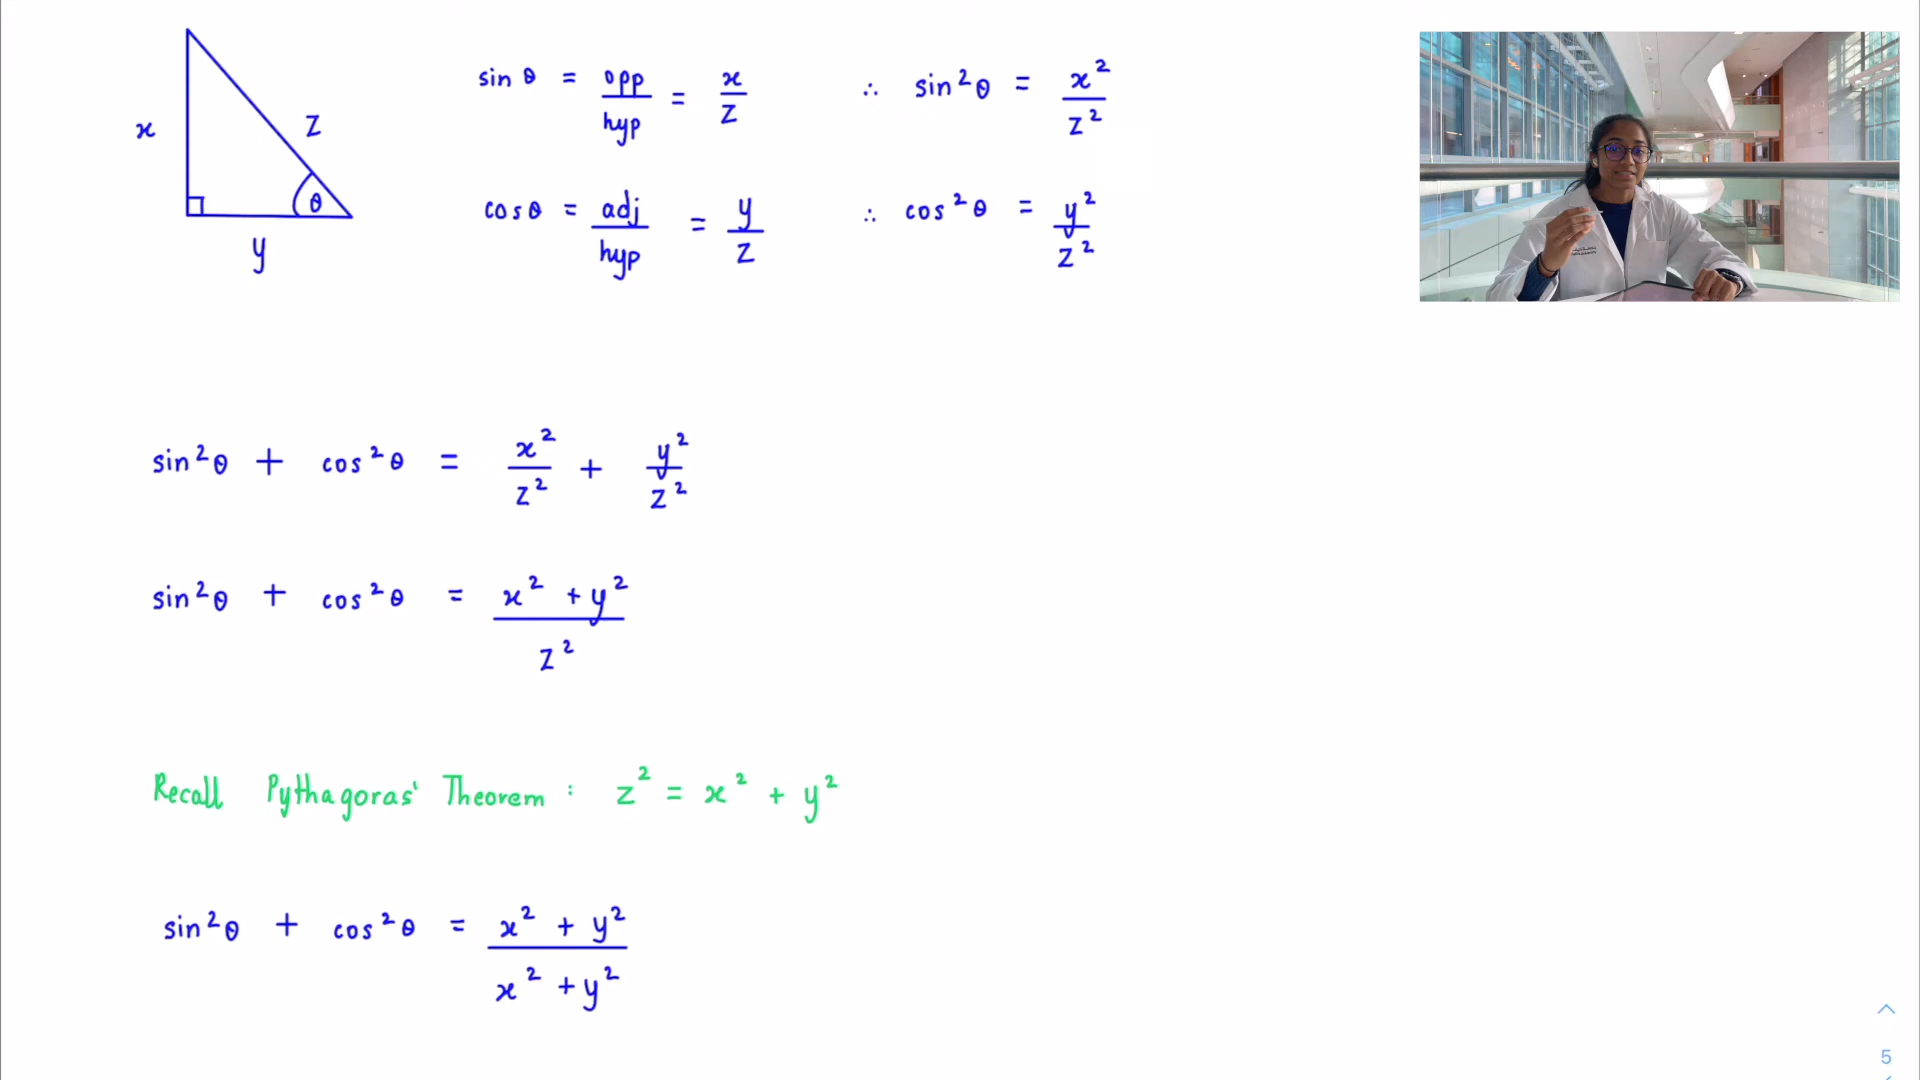 x
z
θ
y
sin θ = opp/hyp = x/z ∴ sin²θ = x²/z²
cos θ = adj/hyp = y/z ∴ cos²θ = y²/z²
sin²θ + cos²θ = x²/z² + y²/z²
sin²θ + cos²θ = (x² + y²)/z²
Recall Pythagoras' Theorem : z² = x² + y²
sin²θ + cos²θ = (x² + y²)/(x² + y²)
5